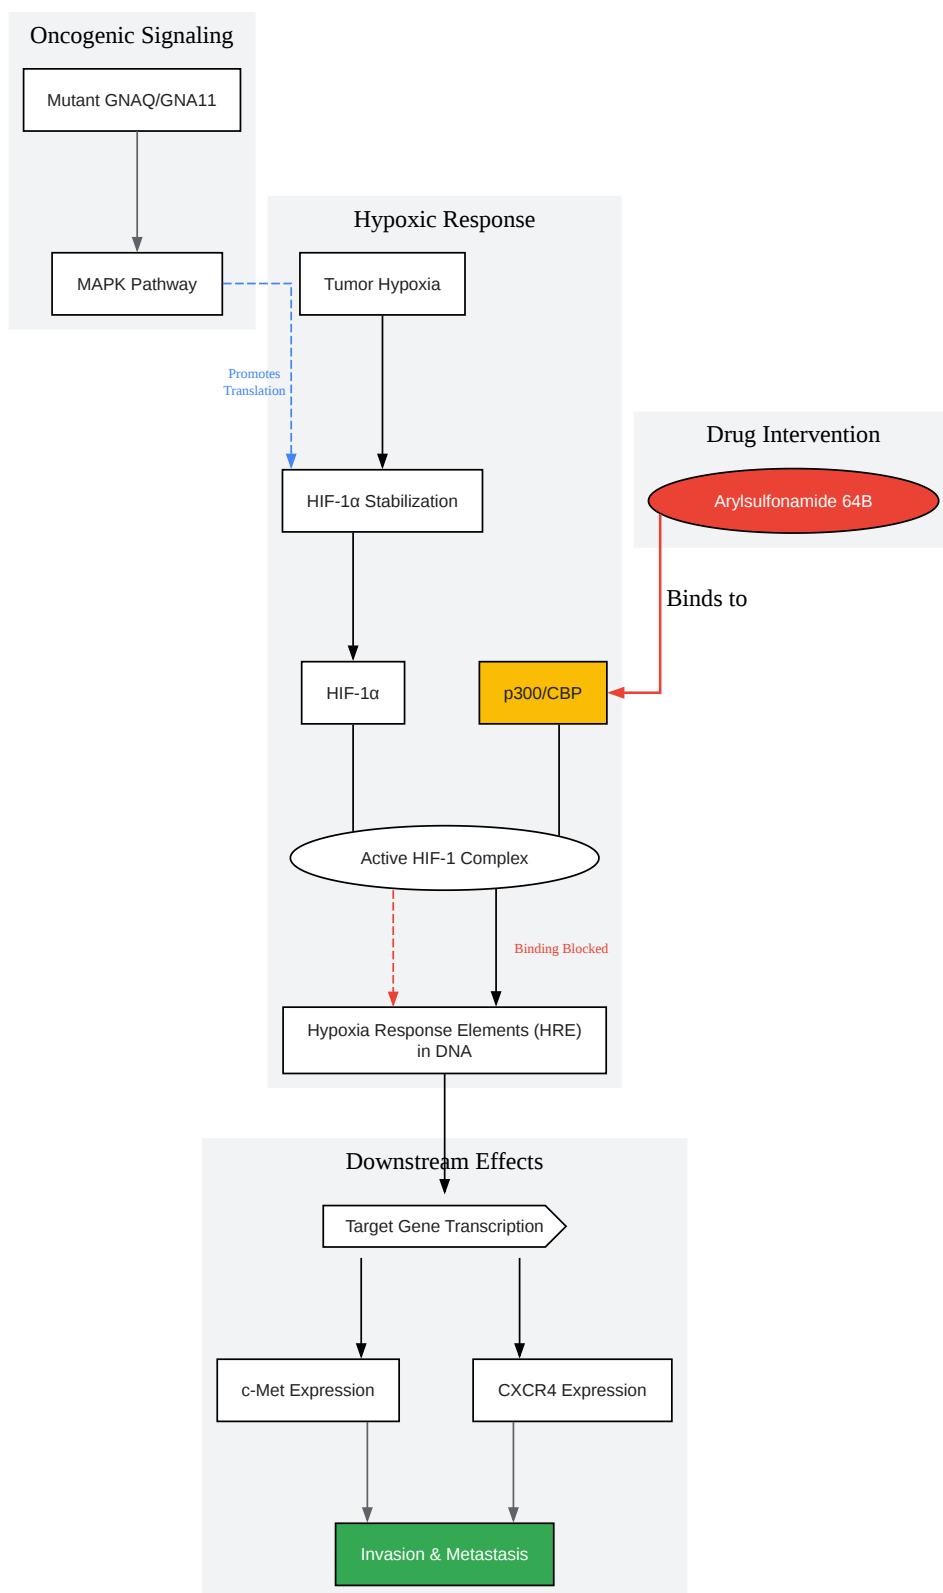 Oncogenic Signaling
Mutant GNAQ/GNA11
MAPK Pathway
Hypoxic Response
Tumor Hypoxia
Promotes
Translation
HIF-1α Stabilization
Drug Intervention
Arylsulfonamide 64B
Binds to
HIF-1α
p300/CBP
Active HIF-1 Complex
Binding Blocked
Hypoxia Response Elements (HRE)
in DNA
Downstream Effects
Target Gene Transcription
c-Met Expression
CXCR4 Expression
Invasion & Metastasis